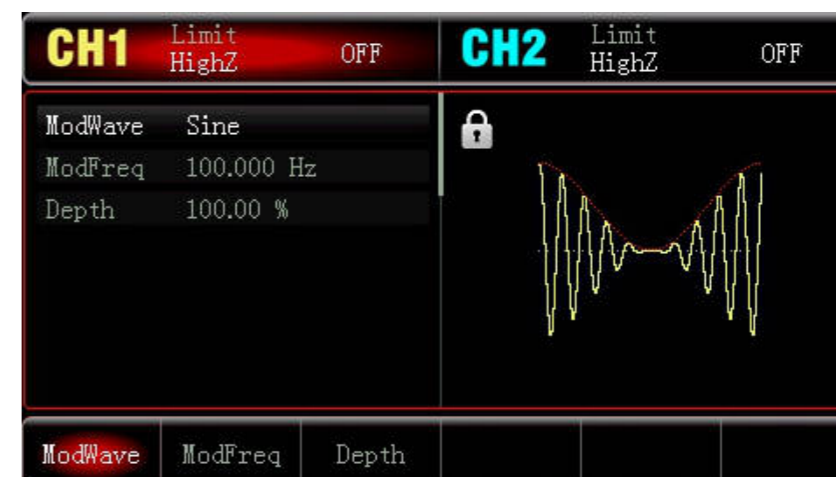 CH1 Limit HighZ OFF
CH2 Limit HighZ OFF
ModWave Sine
ModFreq 100.000 Hz
Depth 100.00 %
ModWave ModFreq Depth